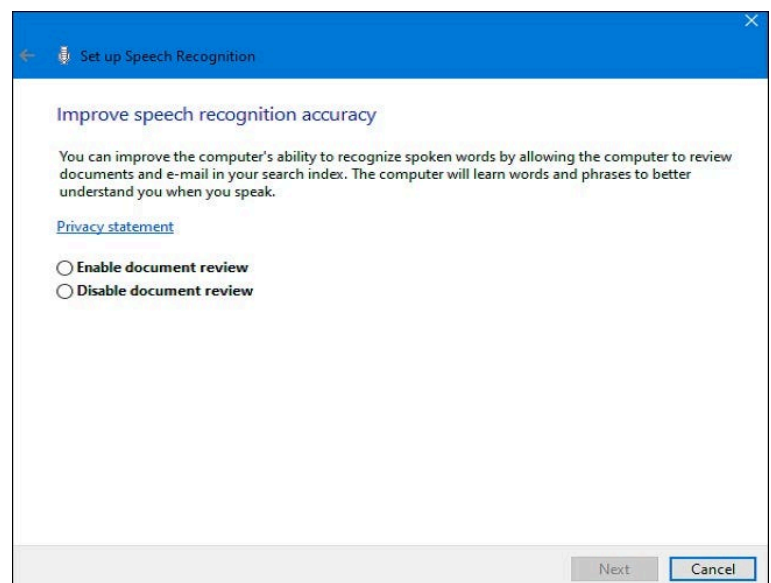 Set up Speech Recognition
Improve speech recognition accuracy
You can improve the computer's ability to recognize spoken words by allowing the computer to review
documents and e-mail in your search index. The computer will learn words and phrases to better
understand you when you speak.
Privacy statement
Enable document review
Disable document review
Next Cancel